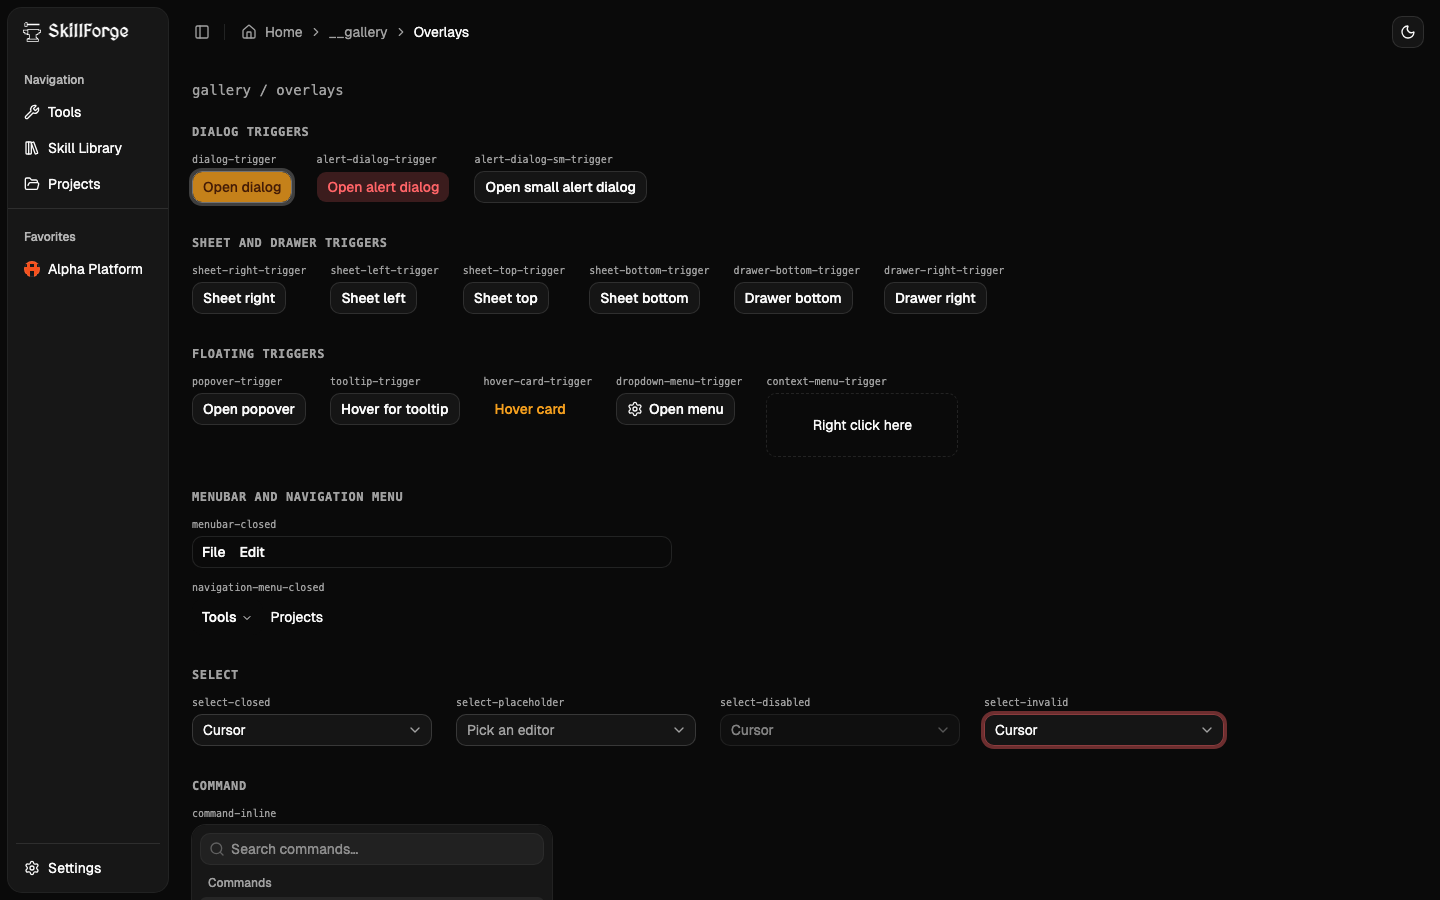 SkillForge
Home > __gallery > Overlays
Navigation
Tools
Skill Library
Projects
Favorites
Alpha Platform
Settings
gallery / overlays
DIALOG TRIGGERS
dialog-trigger alert-dialog-trigger alert-dialog-sm-trigger
Open dialog Open alert dialog Open small alert dialog
SHEET AND DRAWER TRIGGERS
sheet-right-trigger sheet-left-trigger sheet-top-trigger sheet-bottom-trigger drawer-bottom-trigger drawer-right-trigger
Sheet right Sheet left Sheet top Sheet bottom Drawer bottom Drawer right
FLOATING TRIGGERS
popover-trigger tooltip-trigger hover-card-trigger dropdown-menu-trigger context-menu-trigger
Open popover Hover for tooltip Hover card Open menu Right click here
MENUBAR AND NAVIGATION MENU
menubar-closed
File Edit
navigation-menu-closed
Tools Projects
SELECT
select-closed select-placeholder select-disabled select-invalid
Cursor Pick an editor Cursor Cursor
COMMAND
command-inline
Search commands...
Commands